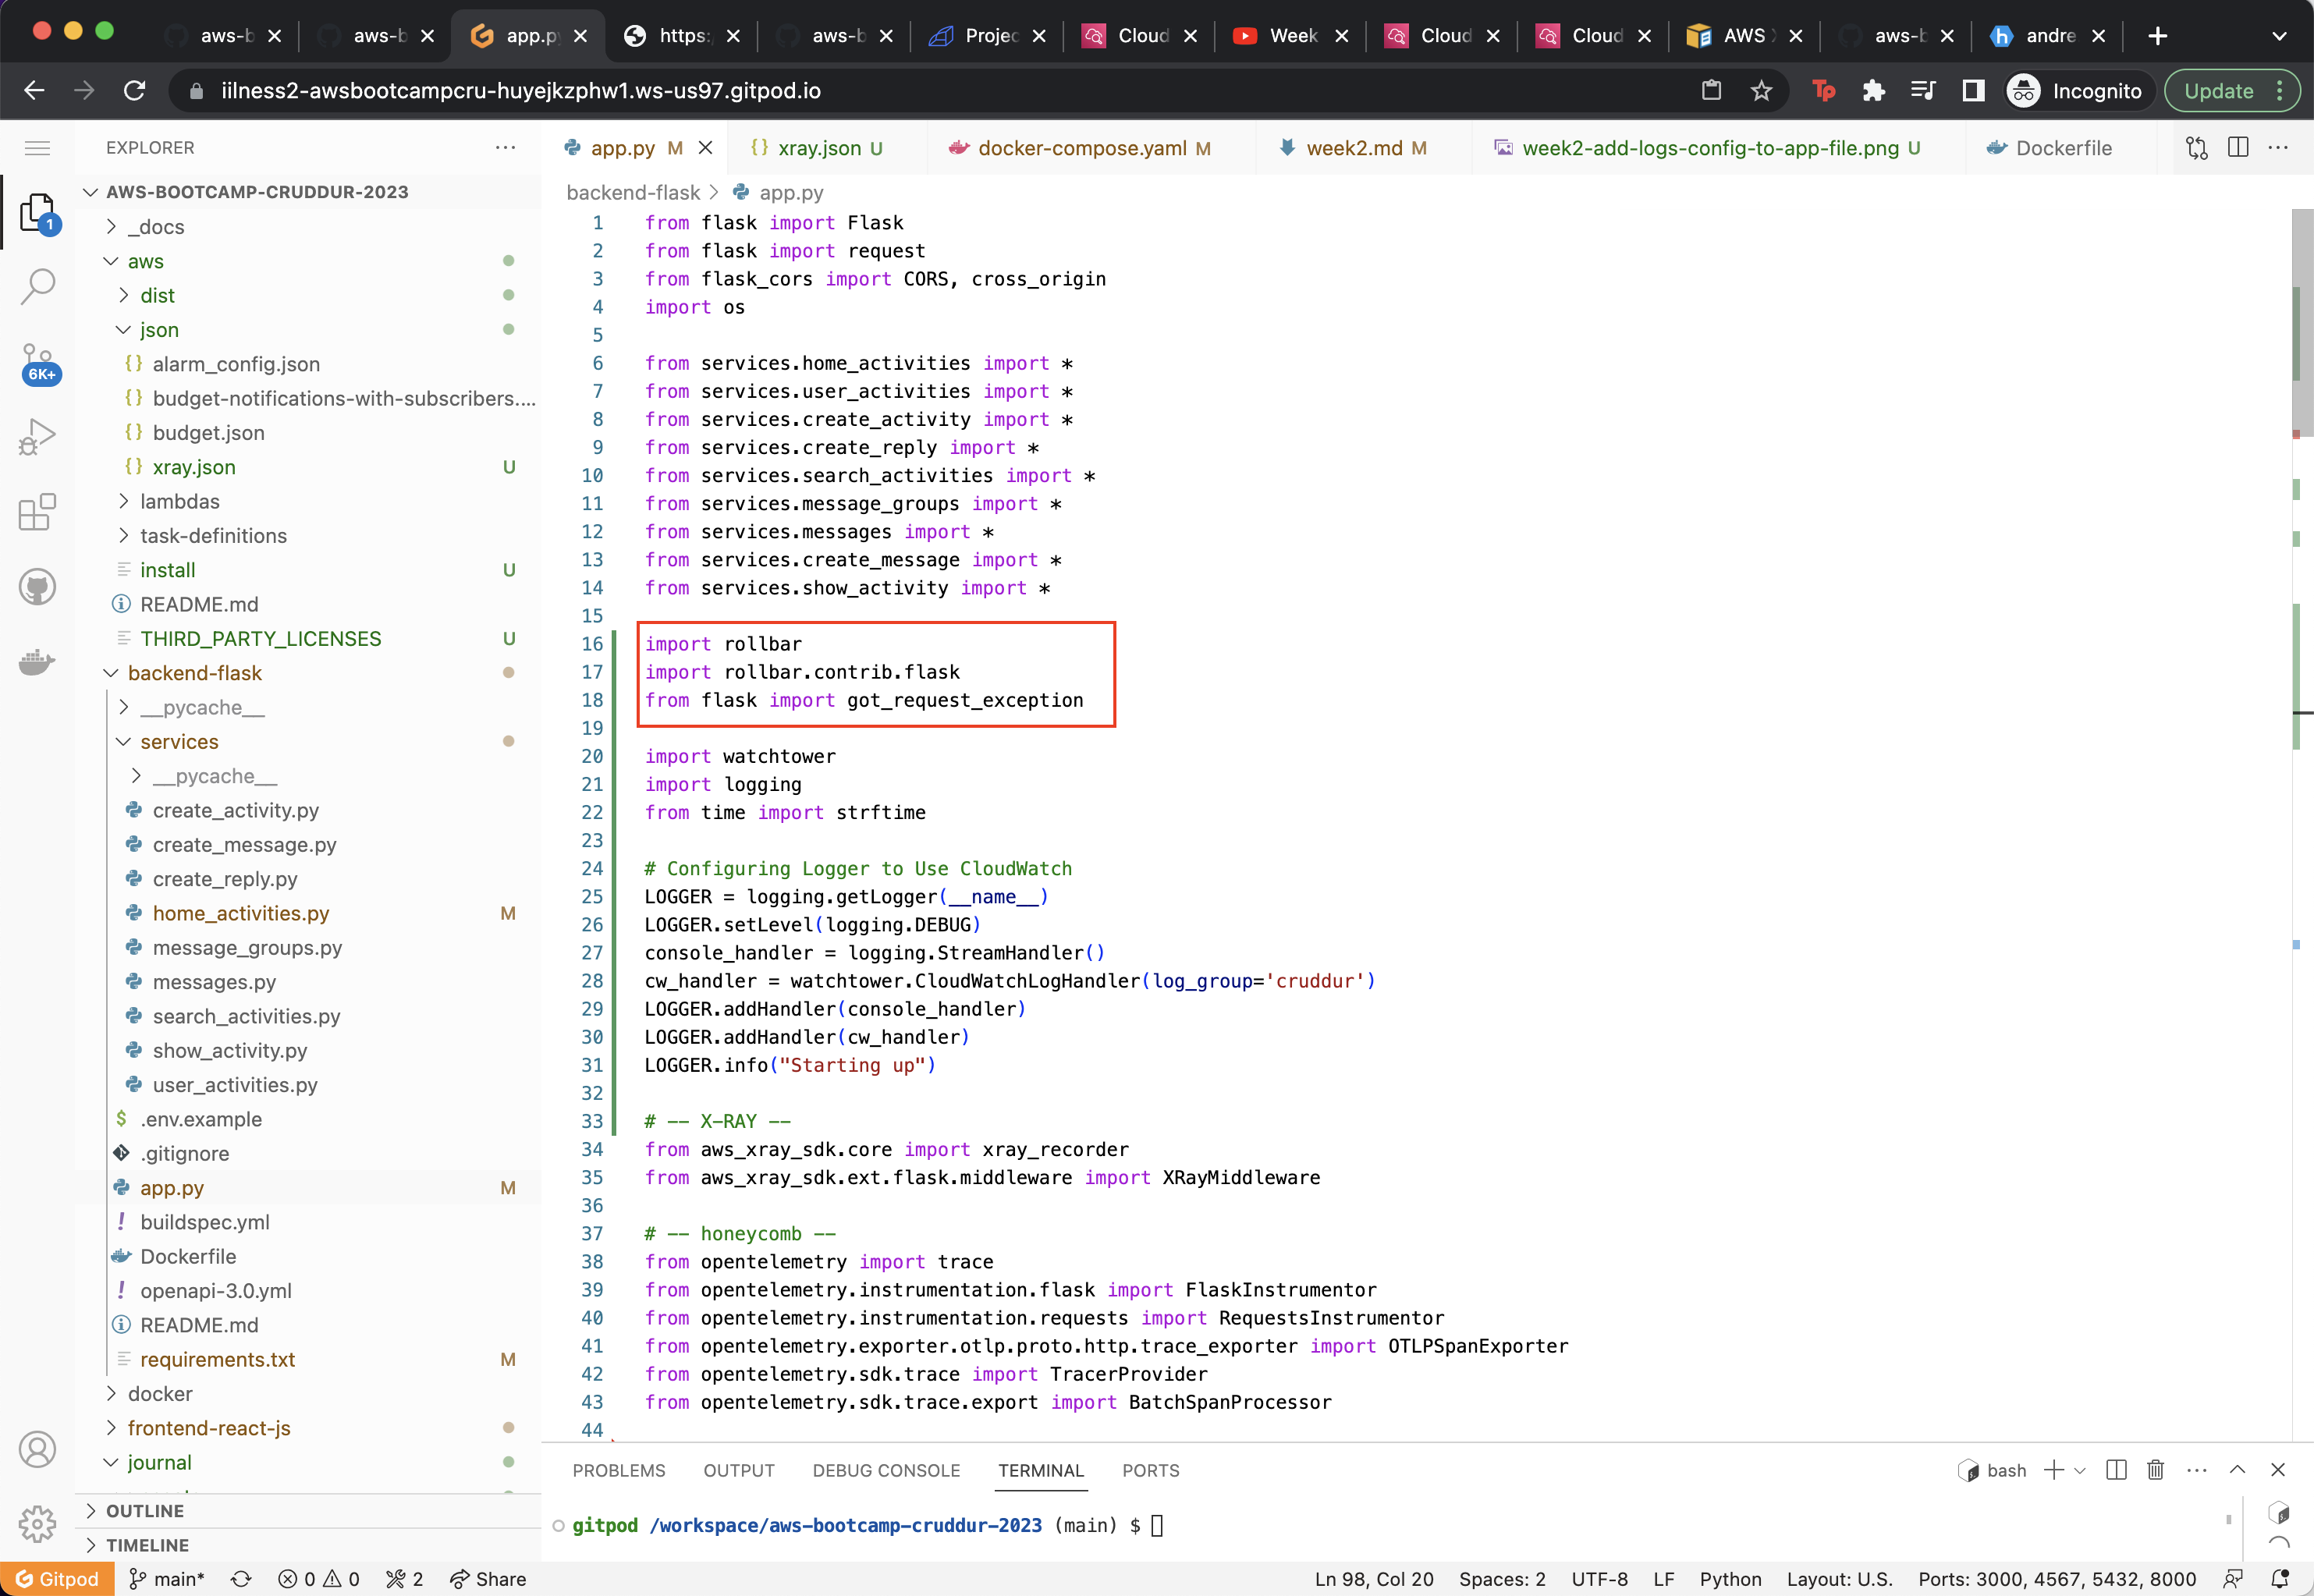 aws-b
aws-b
app.p
https:
aws-b
Projec
Cloud
Week
Cloud
Cloud
AWS
aws-b
andre
iilness2-awsbootcampcru-huyejkzphw1.ws-us97.gitpod.io
Tp
Incognito
Update
EXPLORER
app.py M
{} xray.json U
docker-compose.yaml M
week2.md M
week2-add-logs-config-to-app-file.png U
Dockerfile
1
6K+
AWS-BOOTCAMP-CRUDDUR-2023
_docs
aws
dist
json
{} alarm_config.json
{} budget-notifications-with-subscribers....
{} budget.json
{} xray.json U
lambdas
task-definitions
install U
README.md
THIRD_PARTY_LICENSES U
backend-flask
__pycache__
services
__pycache__
create_activity.py
create_message.py
create_reply.py
home_activities.py M
message_groups.py
messages.py
search_activities.py
show_activity.py
user_activities.py
$ .env.example
.gitignore
app.py M
! buildspec.yml
Dockerfile
! openapi-3.0.yml
README.md
requirements.txt M
docker
frontend-react-js
journal
OUTLINE
TIMELINE
backend-flask > app.py
1 from flask import Flask
2 from flask import request
3 from flask_cors import CORS, cross_origin
4 import os
5
6 from services.home_activities import *
7 from services.user_activities import *
8 from services.create_activity import *
9 from services.create_reply import *
10 from services.search_activities import *
11 from services.message_groups import *
12 from services.messages import *
13 from services.create_message import *
14 from services.show_activity import *
15
16 import rollbar
17 import rollbar.contrib.flask
18 from flask import got_request_exception
19
20 import watchtower
21 import logging
22 from time import strftime
23
24 # Configuring Logger to Use CloudWatch
25 LOGGER = logging.getLogger(__name__)
26 LOGGER.setLevel(logging.DEBUG)
27 console_handler = logging.StreamHandler()
28 cw_handler = watchtower.CloudWatchLogHandler(log_group='cruddur')
29 LOGGER.addHandler(console_handler)
30 LOGGER.addHandler(cw_handler)
31 LOGGER.info("Starting up")
32
33 # -- X-RAY --
34 from aws_xray_sdk.core import xray_recorder
35 from aws_xray_sdk.ext.flask.middleware import XRayMiddleware
36
37 # -- honeycomb --
38 from opentelemetry import trace
39 from opentelemetry.instrumentation.flask import FlaskInstrumentor
40 from opentelemetry.instrumentation.requests import RequestsInstrumentor
41 from opentelemetry.exporter.otlp.proto.http.trace_exporter import OTLPSpanExporter
42 from opentelemetry.sdk.trace import TracerProvider
43 from opentelemetry.sdk.trace.export import BatchSpanProcessor
44
PROBLEMS OUTPUT DEBUG CONSOLE TERMINAL PORTS
bash
gitpod /workspace/aws-bootcamp-cruddur-2023 (main) $
Gitpod main* 0 0 2 Share
Ln 98, Col 20 Spaces: 2 UTF-8 LF Python Layout: U.S. Ports: 3000, 4567, 5432, 8000